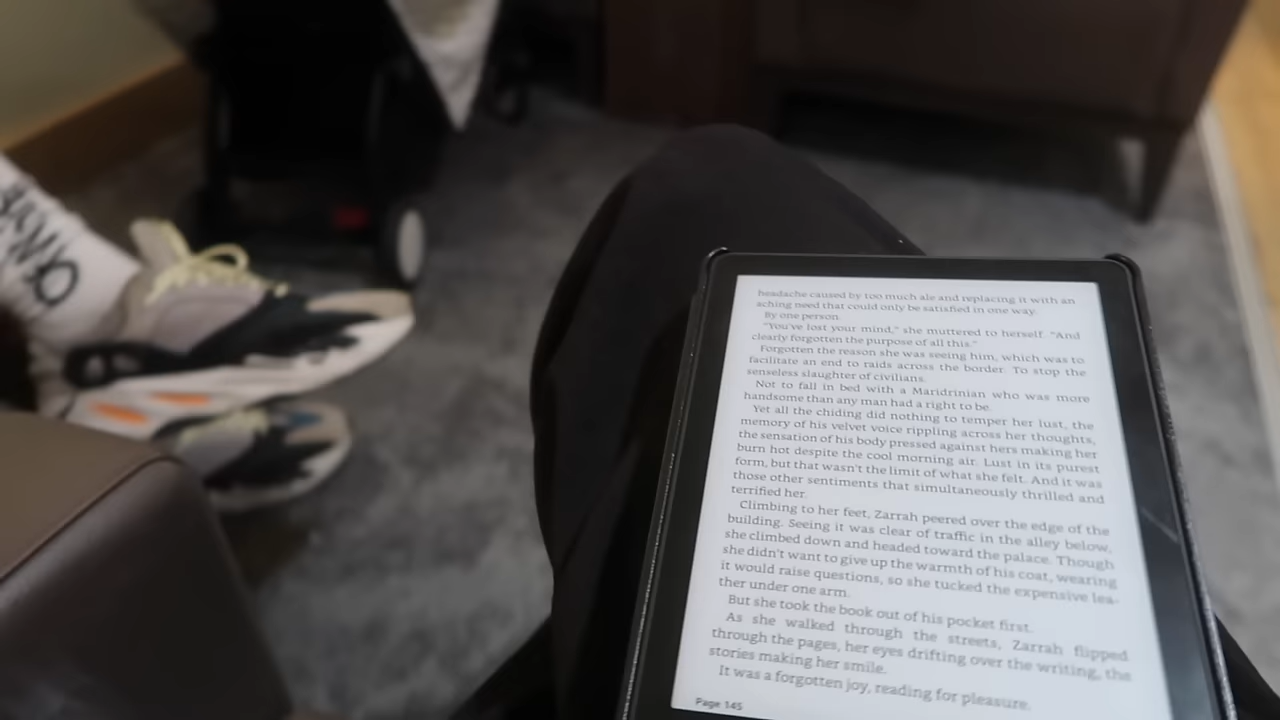 headache caused by too much ale and replacing it with an
aching need that could only be satisfied in one way.
By one person.
"You've lost your mind," she muttered to herself. "And
clearly forgotten the purpose of all this."
Forgotten the reason she was seeing him, which was to
facilitate an end to raids across the border. To stop the
senseless slaughter of civilians.
Not to fall in bed with a Maridrinian who was more
handsome than any man had a right to be.
Yet all the chiding did nothing to temper her lust, the
memory of his velvet voice rippling across her thoughts,
the sensation of his body pressed against hers making her
burn hot despite the cool morning air. Lust in its purest
form, but that wasn't the limit of what she felt. And it was
those other sentiments that simultaneously thrilled and
terrified her.
Climbing to her feet, Zarrah peered over the edge of the
building. Seeing it was clear of traffic in the alley below,
she climbed down and headed toward the palace. Though
she didn't want to give up the warmth of his coat, wearing
it would raise questions, so she tucked the expensive lea-
ther under one arm.
But she took the book out of his pocket first.
As she walked through the streets, Zarrah flipped
through the pages, her eyes drifting over the writing, the
stories making her smile.
It was a forgotten joy, reading for pleasure.
Page 145